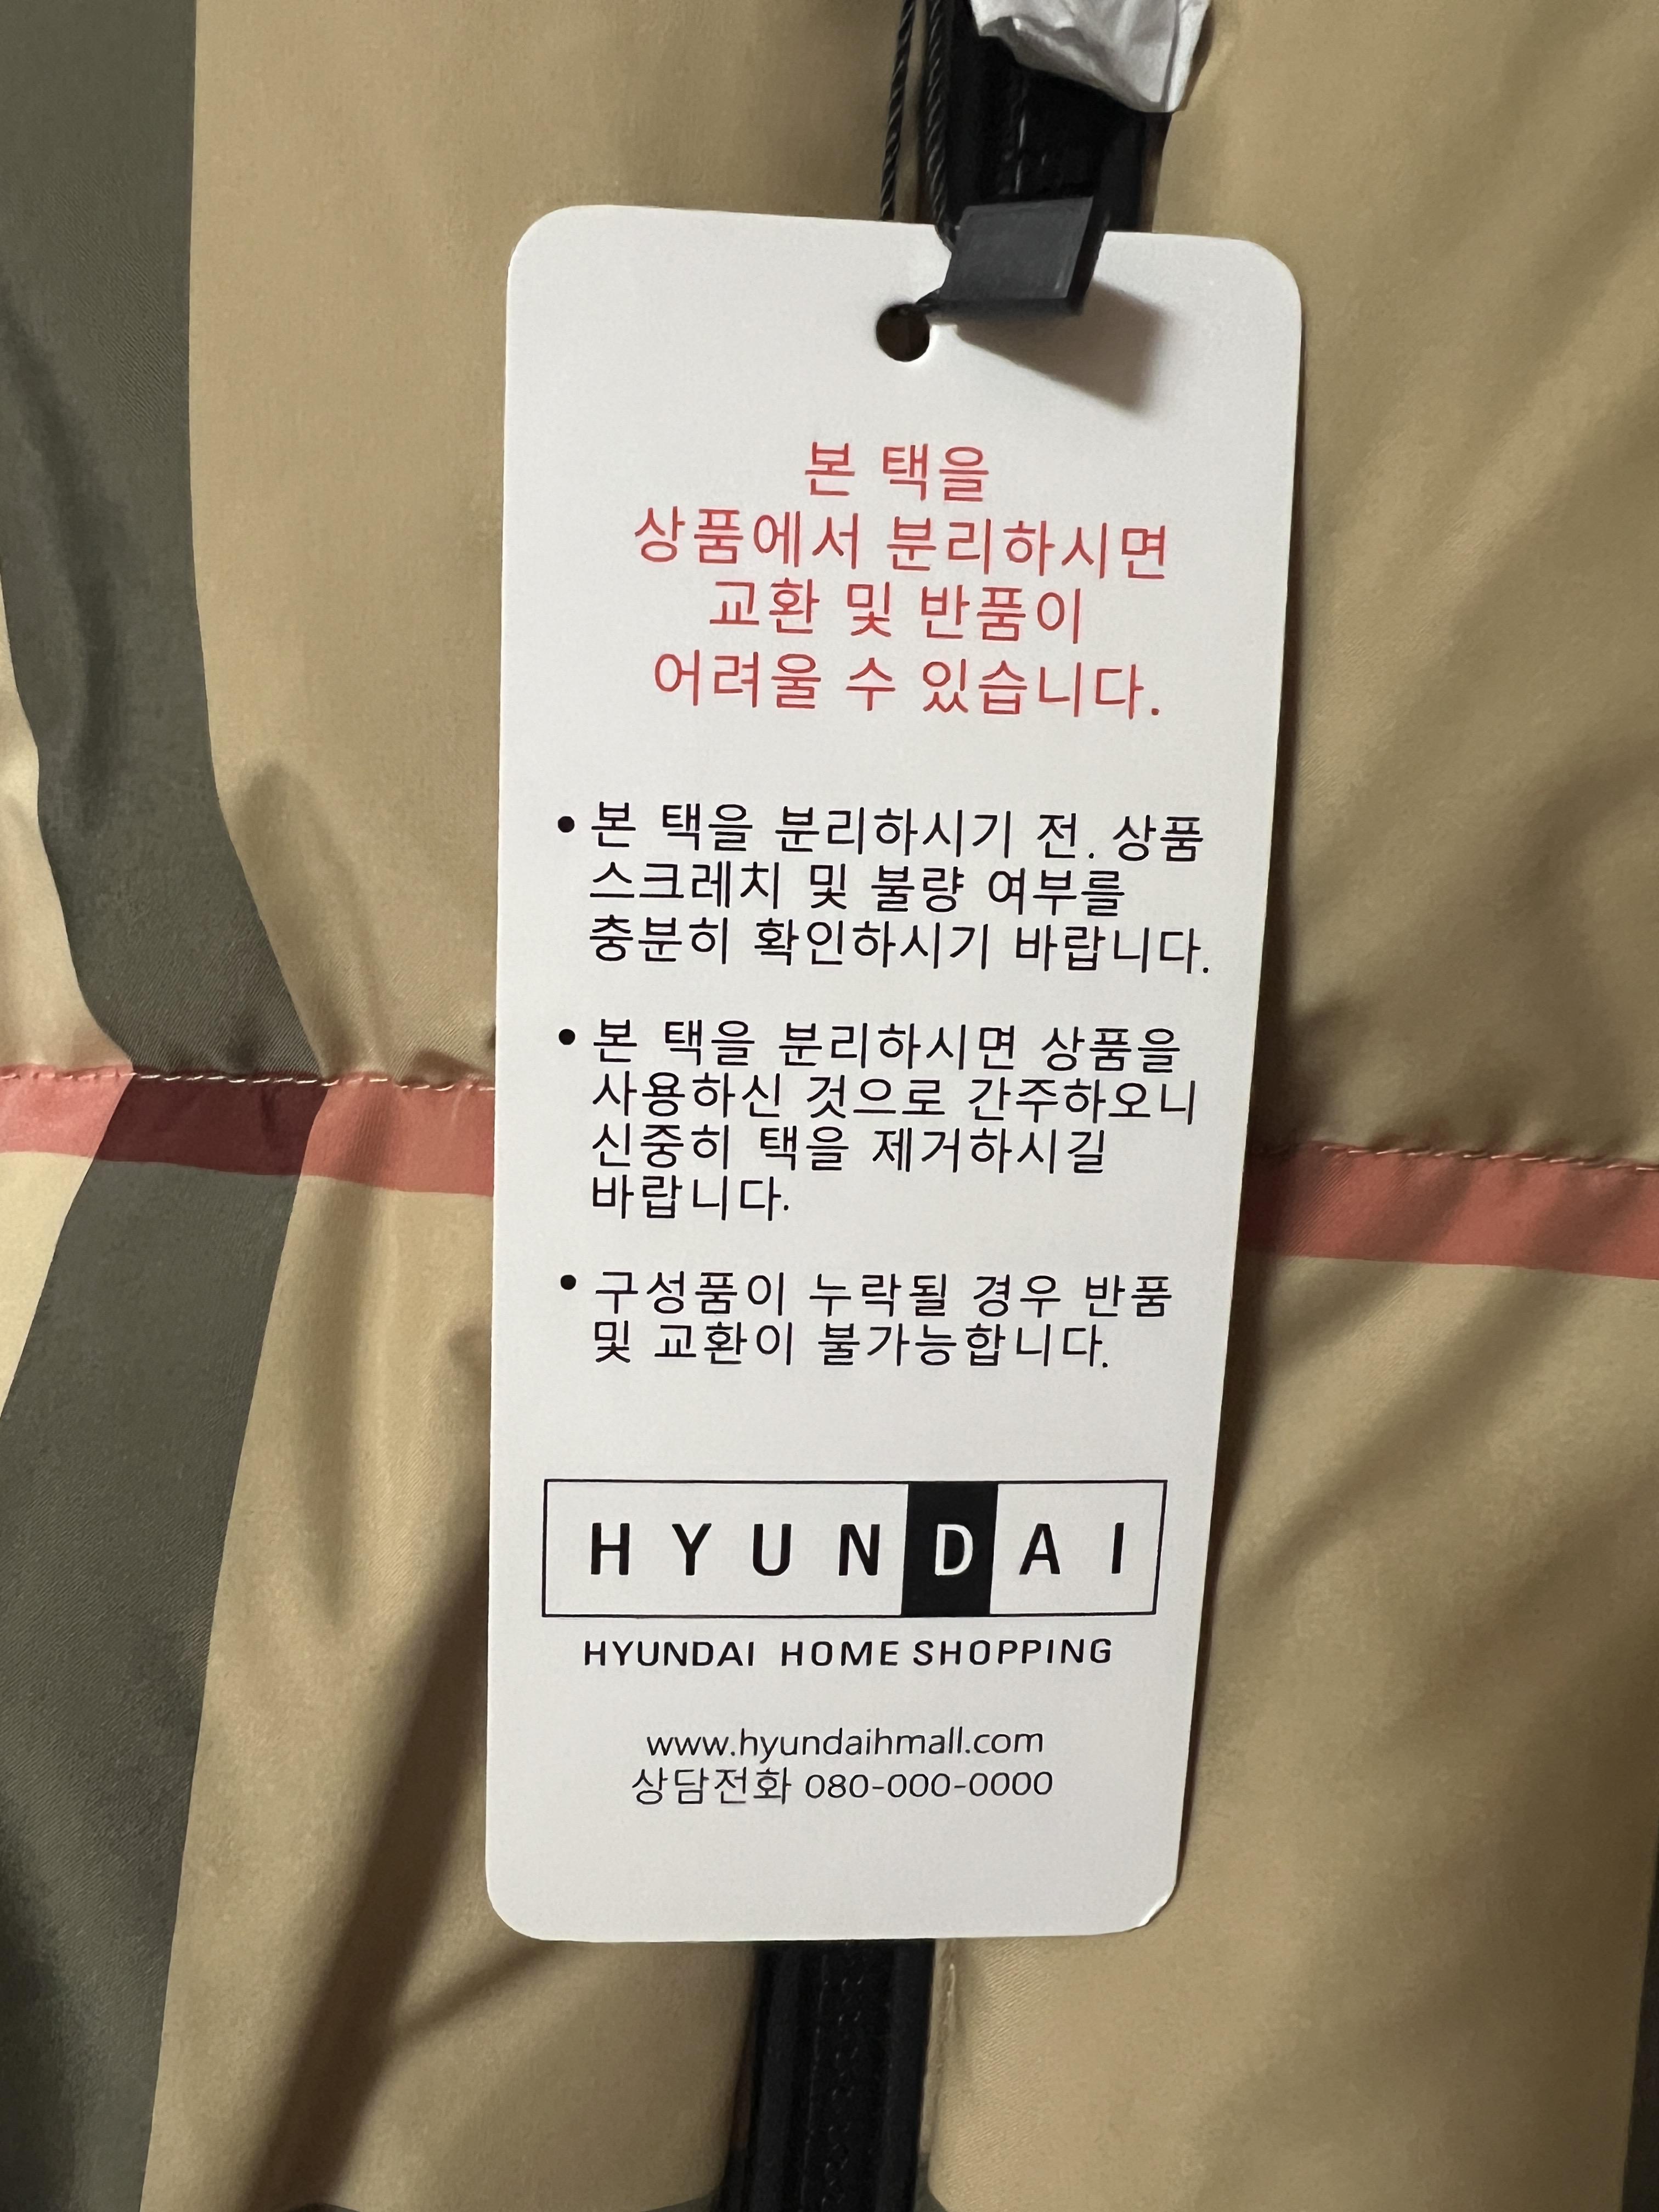 본 택을
상품에서 분리하시면
교환 및 반품이
어려울 수 있습니다.
• 본 택을 분리하시기 전. 상품
스크레치 및 불량 여부를
충분히 확인하시기 바랍니다.
• 본 택을 분리하시면 상품을
사용하신 것으로 간주하오니
신중히 택을 제거하시길
바랍니다.
• 구성품이 누락될 경우 반품
및 교환이 불가능합니다.
HYUNDAI
HYUNDAI HOME SHOPPING
www.hyundaihmall.com
상담전화 080-000-0000